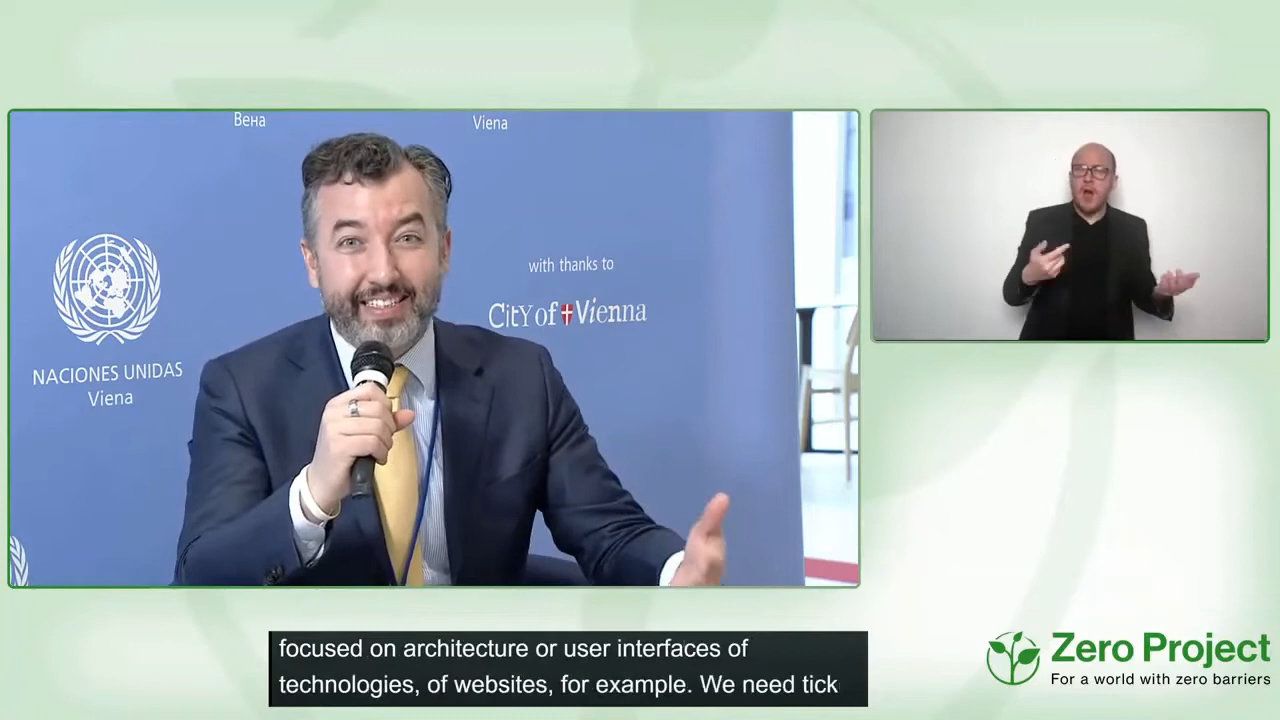 Вена
Viena
with thanks to
City of Vienna
NACIONES UNIDAS
Viena
focused on architecture or user interfaces of
technologies, of websites, for example. We need tick
Zero Project
For a world with zero barriers